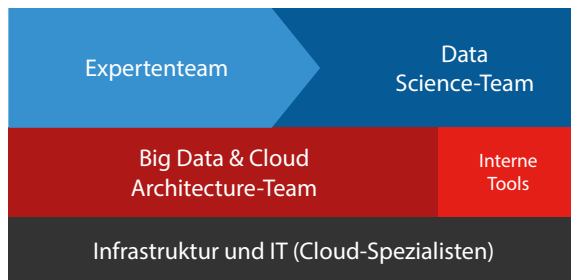 Expertenteam
Data
Science-Team
Big Data & Cloud
Architecture-Team
Interne
Tools
Infrastruktur und IT (Cloud-Spezialisten)